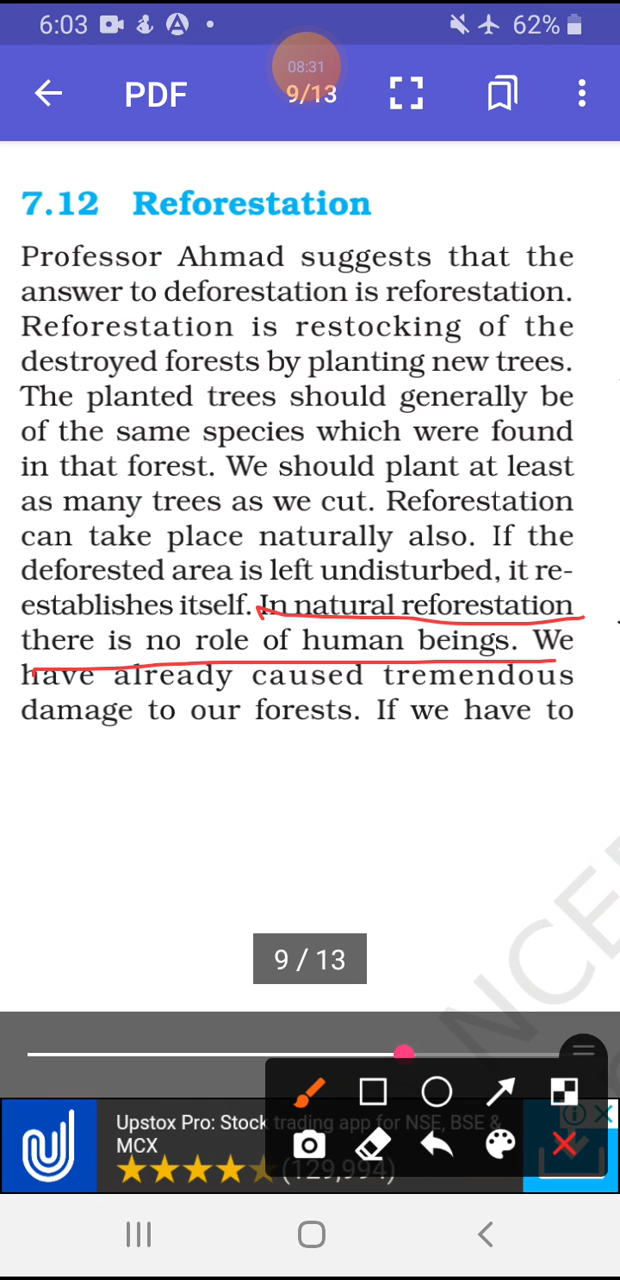 6:03
62%
PDF
08:31
9/13
7.12 Reforestation
Professor Ahmad suggests that the
answer to deforestation is reforestation.
Reforestation is restocking of the
destroyed forests by planting new trees.
The planted trees should generally be
of the same species which were found
in that forest. We should plant at least
as many trees as we cut. Reforestation
can take place naturally also. If the
deforested area is left undisturbed, it re-
establishes itself. In natural reforestation
there is no role of human beings. We
have already caused tremendous
damage to our forests. If we have to
9 / 13
Upstox Pro: Stock trading app for NSE, BSE &
MCX
(129,994)